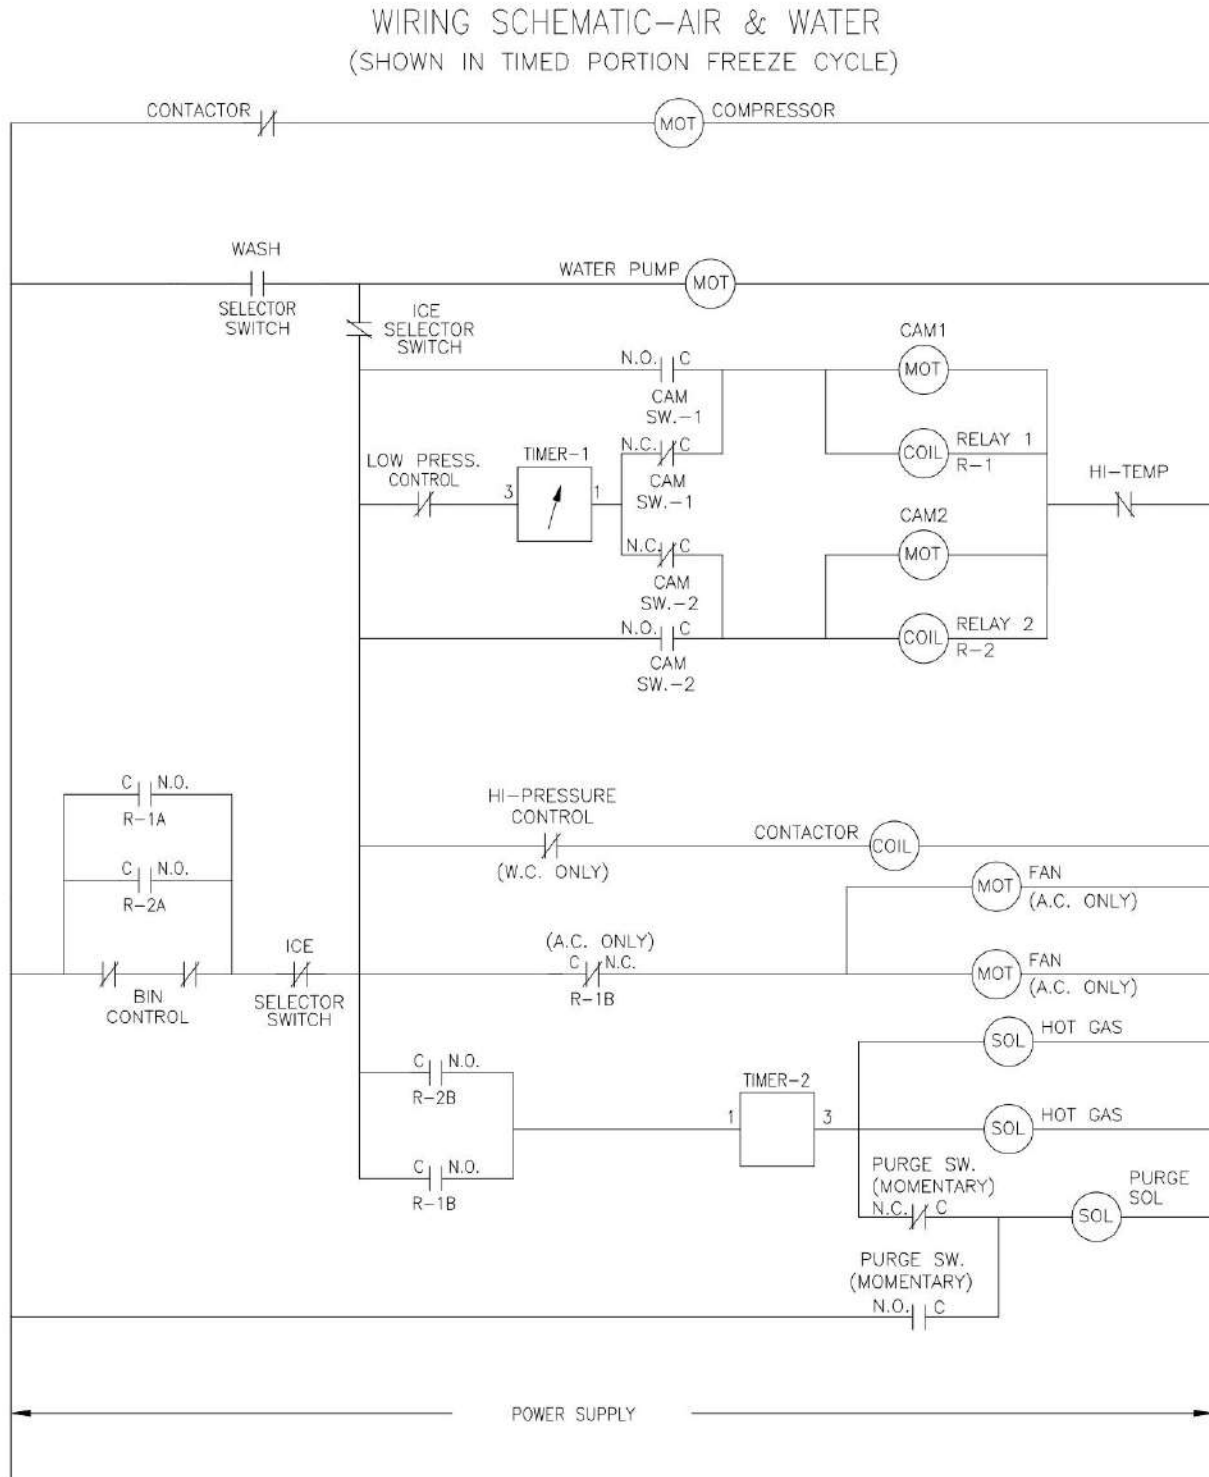 WIRING SCHEMATIC-AIR & WATER
(SHOWN IN TIMED PORTION FREEZE CYCLE)
CONTACTOR
MOT
COMPRESSOR
WASH
SELECTOR
SWITCH
WATER PUMP
MOT
ICE
SELECTOR
SWITCH
N.O. C
CAM
SW.-1
CAM1
MOT
N.C. C
CAM
SW.-1
COIL
RELAY 1
R-1
LOW PRESS.
CONTROL
TIMER-1
3
1
HI-TEMP
N.C. C
CAM
SW.-2
CAM2
MOT
N.O. C
CAM
SW.-2
COIL
RELAY 2
R-2
C N.O.
R-1A
C N.O.
R-2A
BIN
CONTROL
ICE
SELECTOR
SWITCH
HI-PRESSURE
CONTROL
(W.C. ONLY)
CONTACTOR
COIL
MOT
FAN
(A.C. ONLY)
(A.C. ONLY)
C N.C.
R-1B
MOT
FAN
(A.C. ONLY)
SOL
HOT GAS
C N.O.
R-2B
TIMER-2
1
3
SOL
HOT GAS
C N.O.
R-1B
PURGE SW.
(MOMENTARY)
N.C. C
SOL
PURGE
SOL
PURGE SW.
(MOMENTARY)
N.O. C
POWER SUPPLY